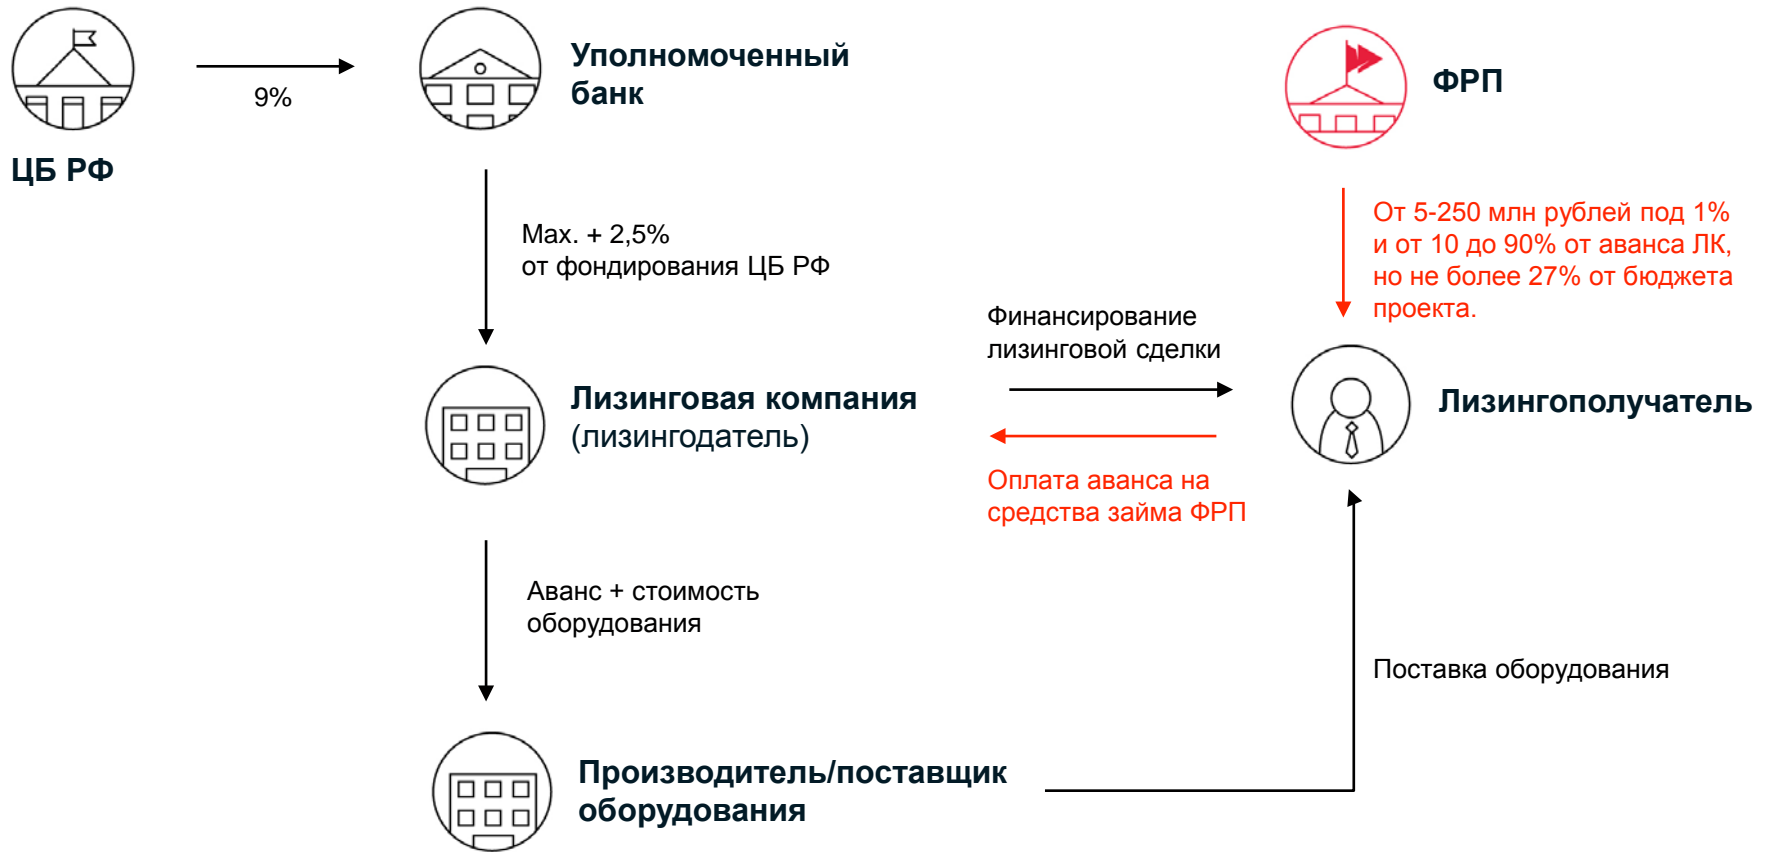 ЦБ РФ
9%
Уполномоченный
банк
ФРП
Max. + 2,5%
от фондирования ЦБ РФ
От 5-250 млн рублей под 1%
и от 10 до 90% от аванса ЛК,
но не более 27% от бюджета
проекта.
Финансирование
лизинговой сделки
Лизинговая компания
(лизингодатель)
Лизингополучатель
Оплата аванса на
средства займа ФРП
Аванс + стоимость
оборудования
Поставка оборудования
Производитель/поставщик
оборудования